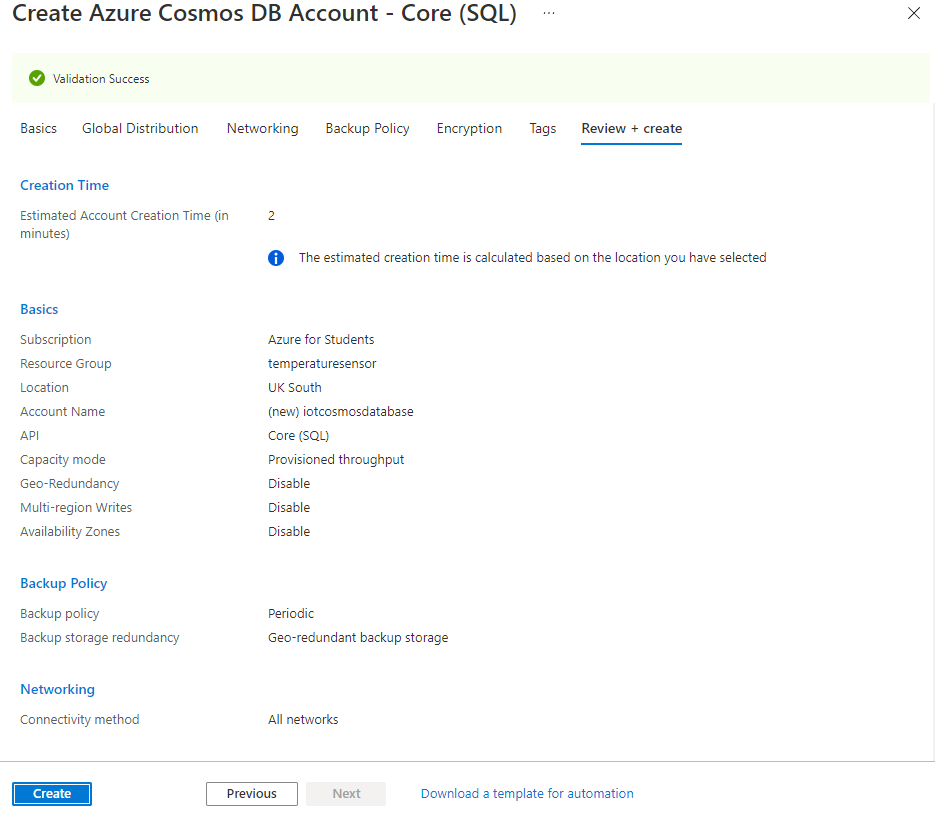 Create Azure Cosmos DB Account - Core (SQL) ...
Validation Success
Basics Global Distribution Networking Backup Policy Encryption Tags Review + create
Creation Time
Estimated Account Creation Time (in 2
minutes)
The estimated creation time is calculated based on the location you have selected
Basics
Subscription Azure for Students
Resource Group temperaturesensor
Location UK South
Account Name (new) iotcosmosdatabase
API Core (SQL)
Capacity mode Provisioned throughput
Geo-Redundancy Disable
Multi-region Writes Disable
Availability Zones Disable
Backup Policy
Backup policy Periodic
Backup storage redundancy Geo-redundant backup storage
Networking
Connectivity method All networks
Create Previous Next Download a template for automation